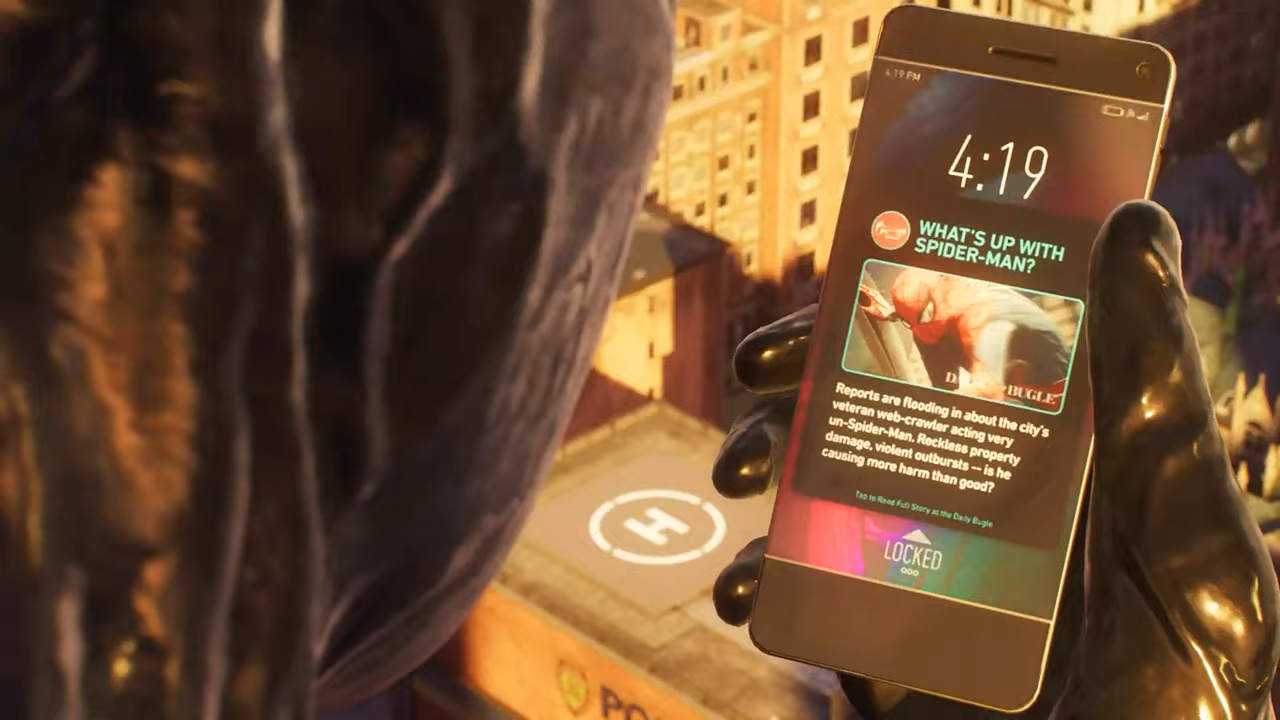 4:19 PM
4:19
WHAT'S UP WITH
SPIDER-MAN?
BUGLE
Reports are flooding in about the city's
veteran web-crawler acting very
un-Spider-Man. Reckless property
damage, violent outbursts — is he
causing more harm than good?
Tap to Read Full Story at the Daily Bugle
LOCKED
H